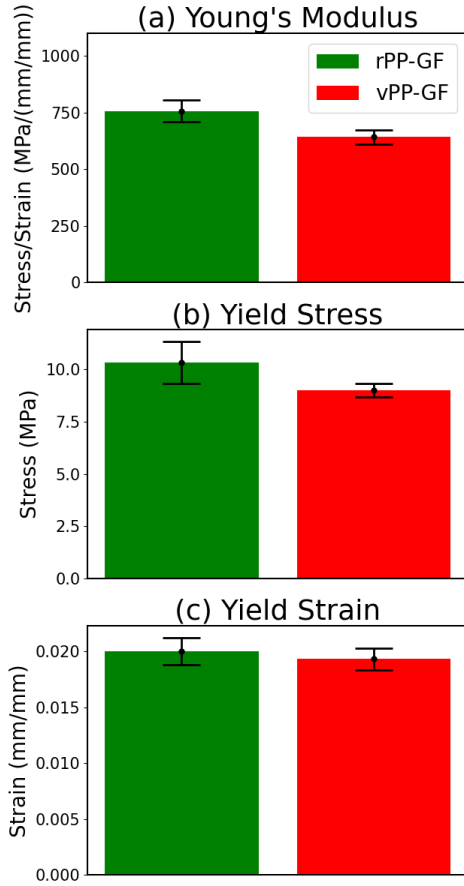 (a) Young's Modulus
Stress/Strain (MPa/(mm/mm))
1000
750
500
250
0
rPP-GF
vPP-GF
(b) Yield Stress
Stress (MPa)
10.0
7.5
5.0
2.5
0.0
(c) Yield Strain
Strain (mm/mm)
0.020
0.015
0.010
0.005
0.000